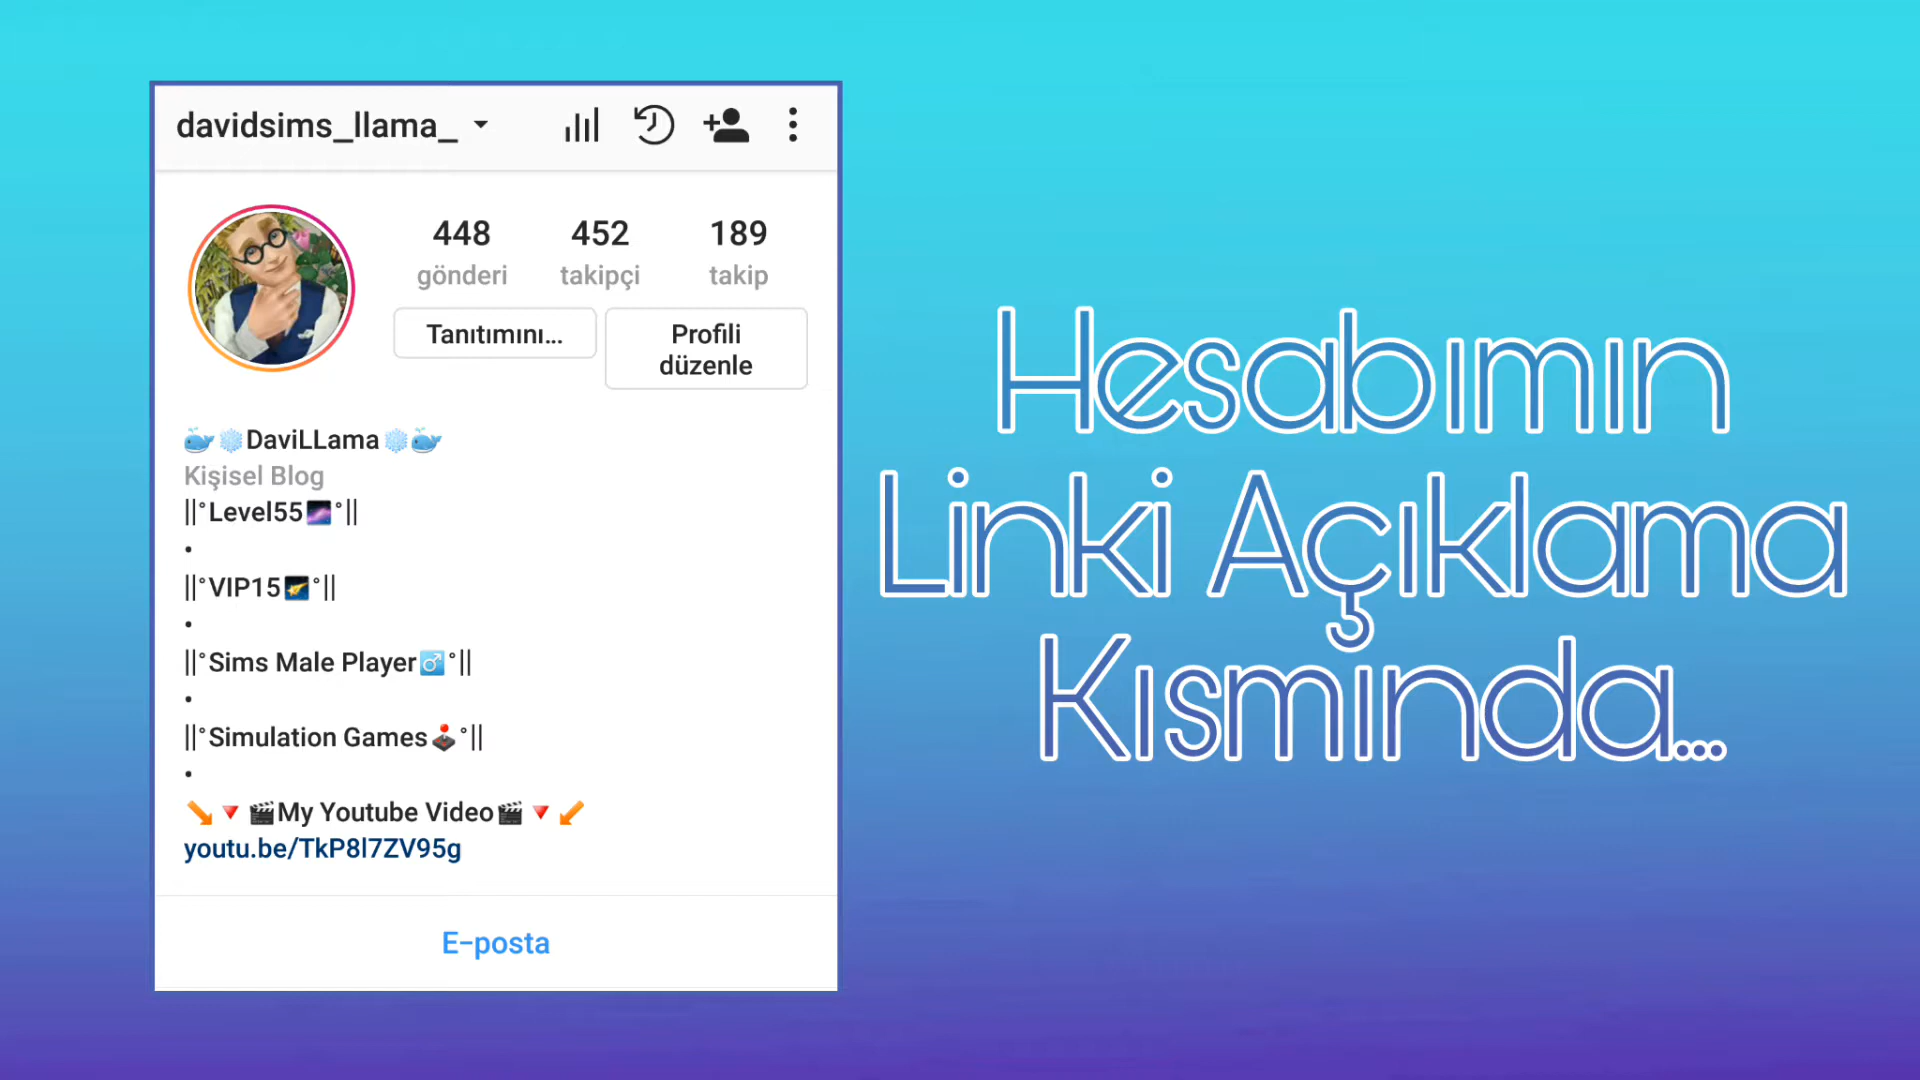 davidsims_llama_
448 452 189
gönderi takipçi takip
Tanıtımını... Profili
düzenle
🐳❄️DaviLLama❄️🐳
Kişisel Blog
||°Level55🌌°||
•
||°VIP15🌠°||
•
||°Sims Male Player♂️°||
•
||°Simulation Games🕹️°||
•
↘️🔻🎬My Youtube Video🎬🔻↙️
youtu.be/TkP8l7ZV95g
E-posta
Hesabımın
Linki Açıklama
Kısmında...